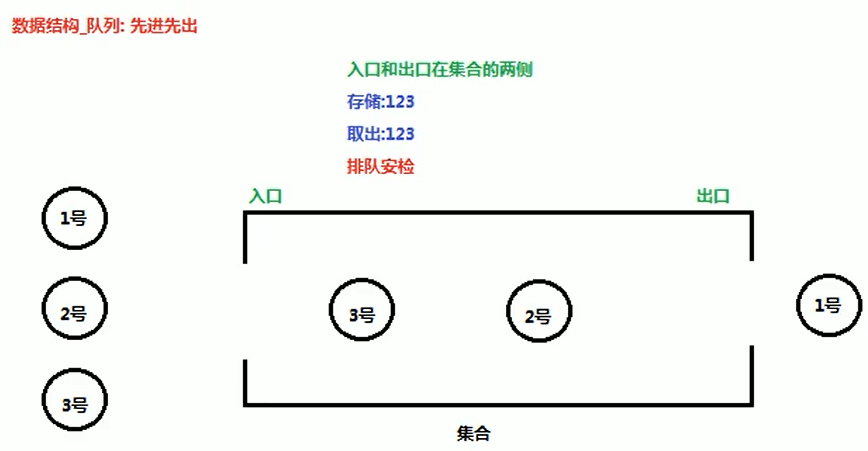 数据结构_队列: 先进先出
入口和出口在集合的两侧
存储:123
取出:123
排队安检
入口
出口
1号
2号
3号
3号
2号
1号
集合